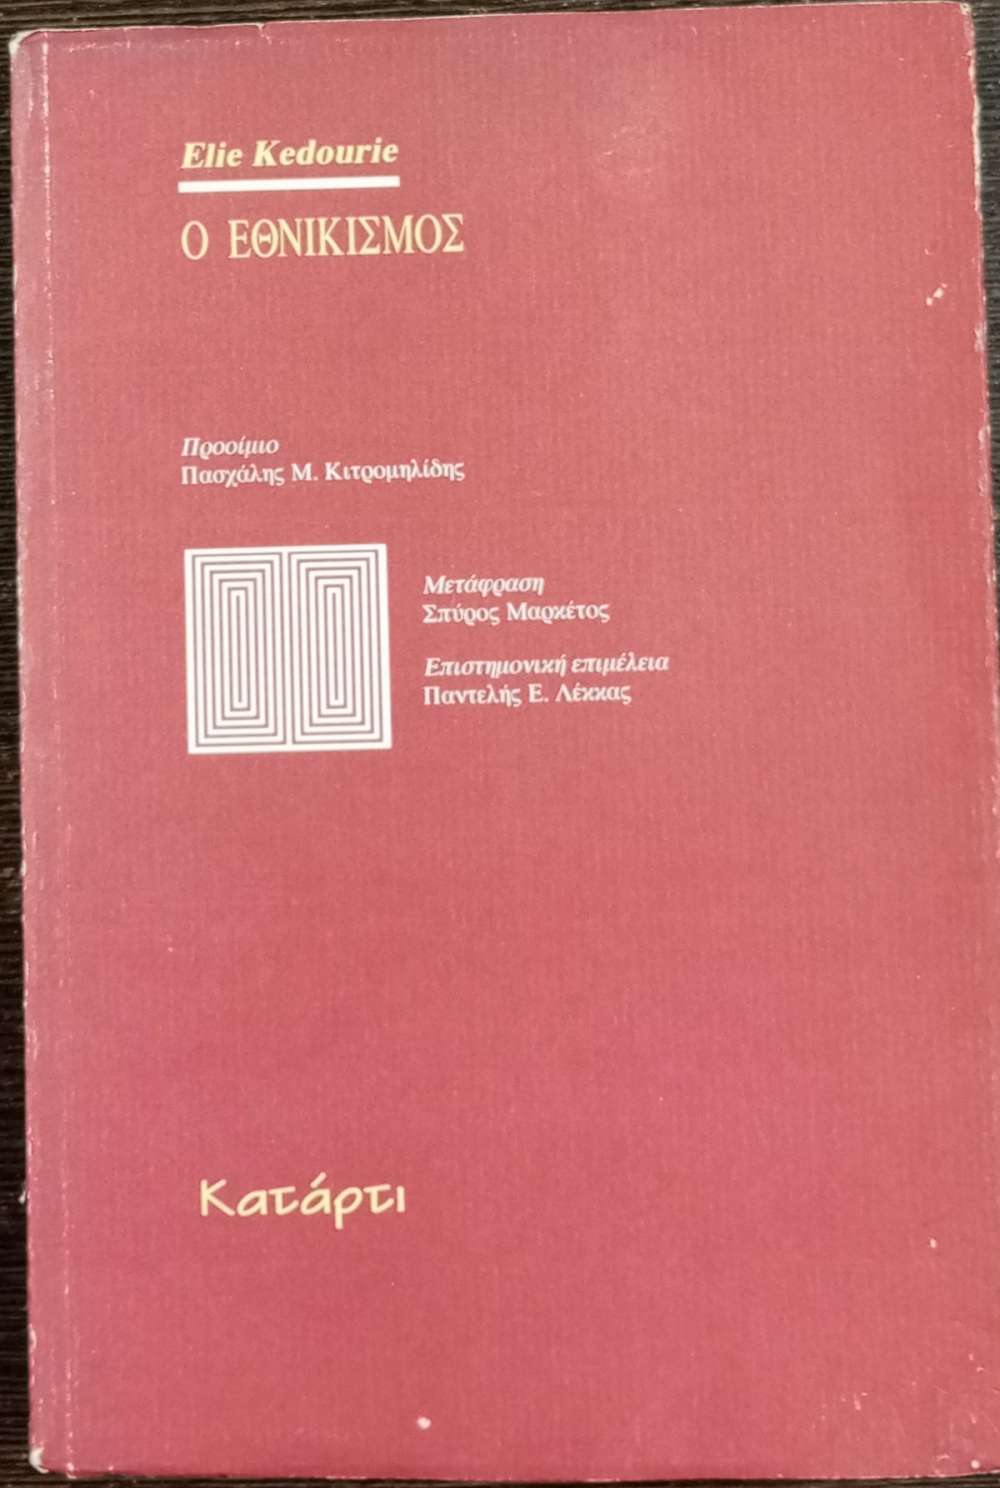 Elie Kedourie
Ο ΕΘΝΙΚΙΣΜΟΣ
Προοίμιο
Πασχάλης Μ. Κιτρομηλίδης
Μετάφραση
Σπύρος Μαρκέτος
Επιστημονική επιμέλεια
Παντελής Ε. Λέκκας
Κατάρτι